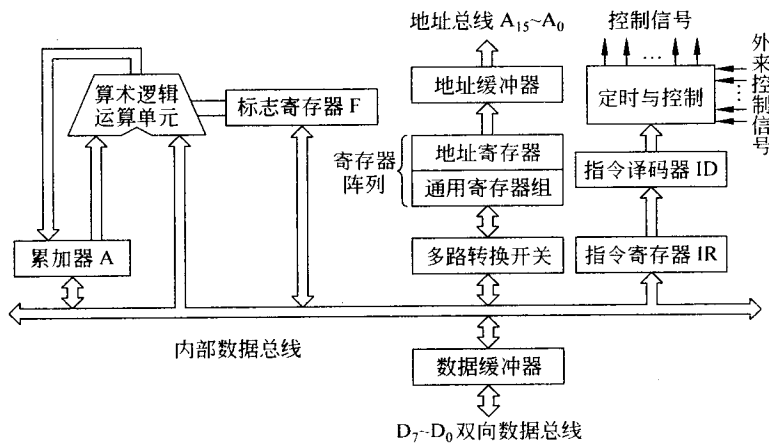 地址总线 A₁₅~A₀
控制信号
外来控制信号
算术逻辑
运算单元
标志寄存器 F
地址缓冲器
定时与控制
寄存器
阵列
地址寄存器
通用寄存器组
指令译码器 ID
累加器 A
多路转换开关
指令寄存器 IR
内部数据总线
数据缓冲器
D₇~D₀ 双向数据总线